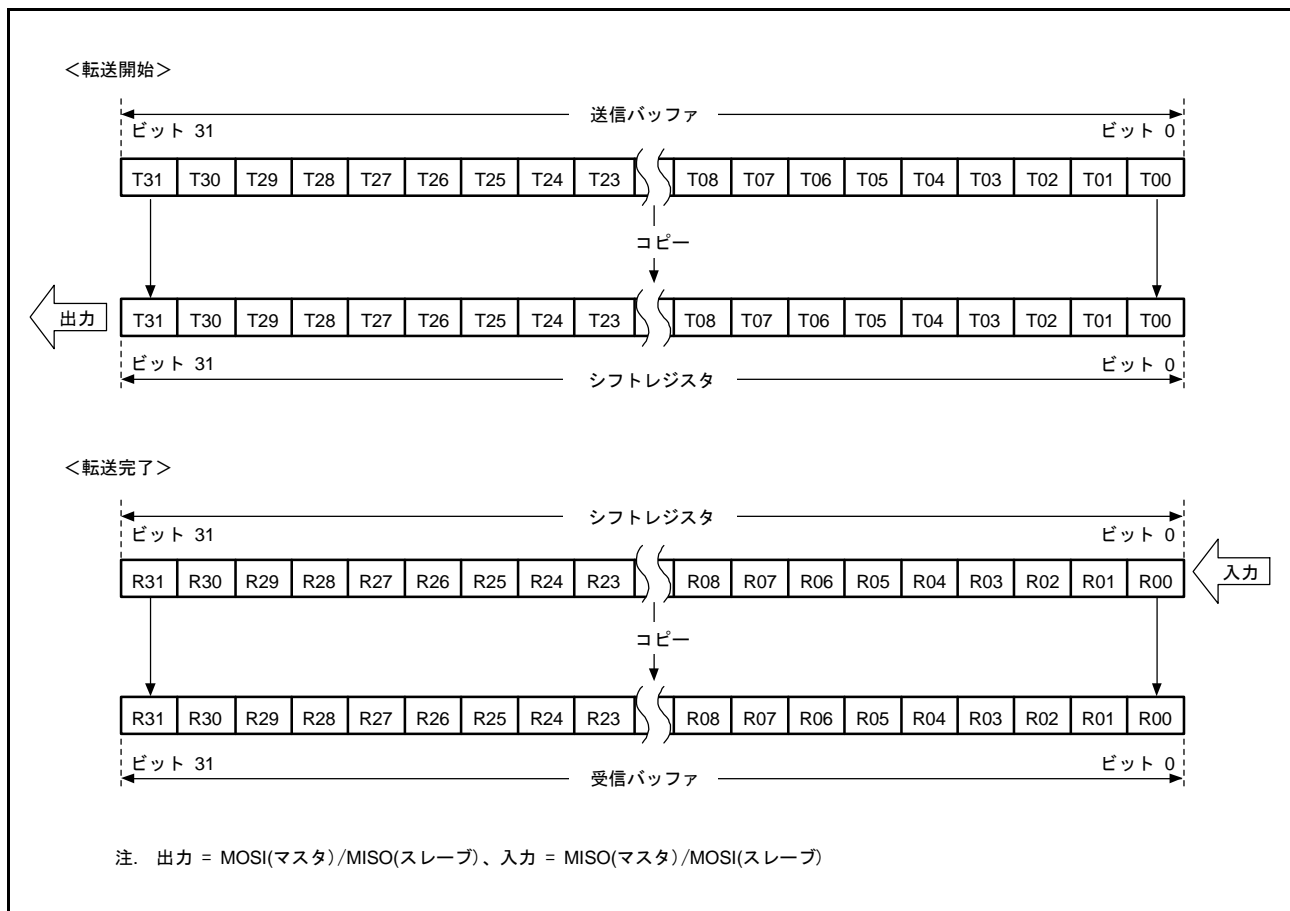 ＜転送開始＞
送信バッファ
ビット 31 ビット 0
T31 T30 T29 T28 T27 T26 T25 T24 T23 T08 T07 T06 T05 T04 T03 T02 T01 T00
コピー
出力 T31 T30 T29 T28 T27 T26 T25 T24 T23 T08 T07 T06 T05 T04 T03 T02 T01 T00
ビット 31 ビット 0
シフトレジスタ
＜転送完了＞
シフトレジスタ
ビット 31 ビット 0
R31 R30 R29 R28 R27 R26 R25 R24 R23 R08 R07 R06 R05 R04 R03 R02 R01 R00 入力
コピー
R31 R30 R29 R28 R27 R26 R25 R24 R23 R08 R07 R06 R05 R04 R03 R02 R01 R00
ビット 31 ビット 0
受信バッファ
注. 出力 = MOSI(マスタ)/MISO(スレーブ)、入力 = MISO(マスタ)/MOSI(スレーブ)